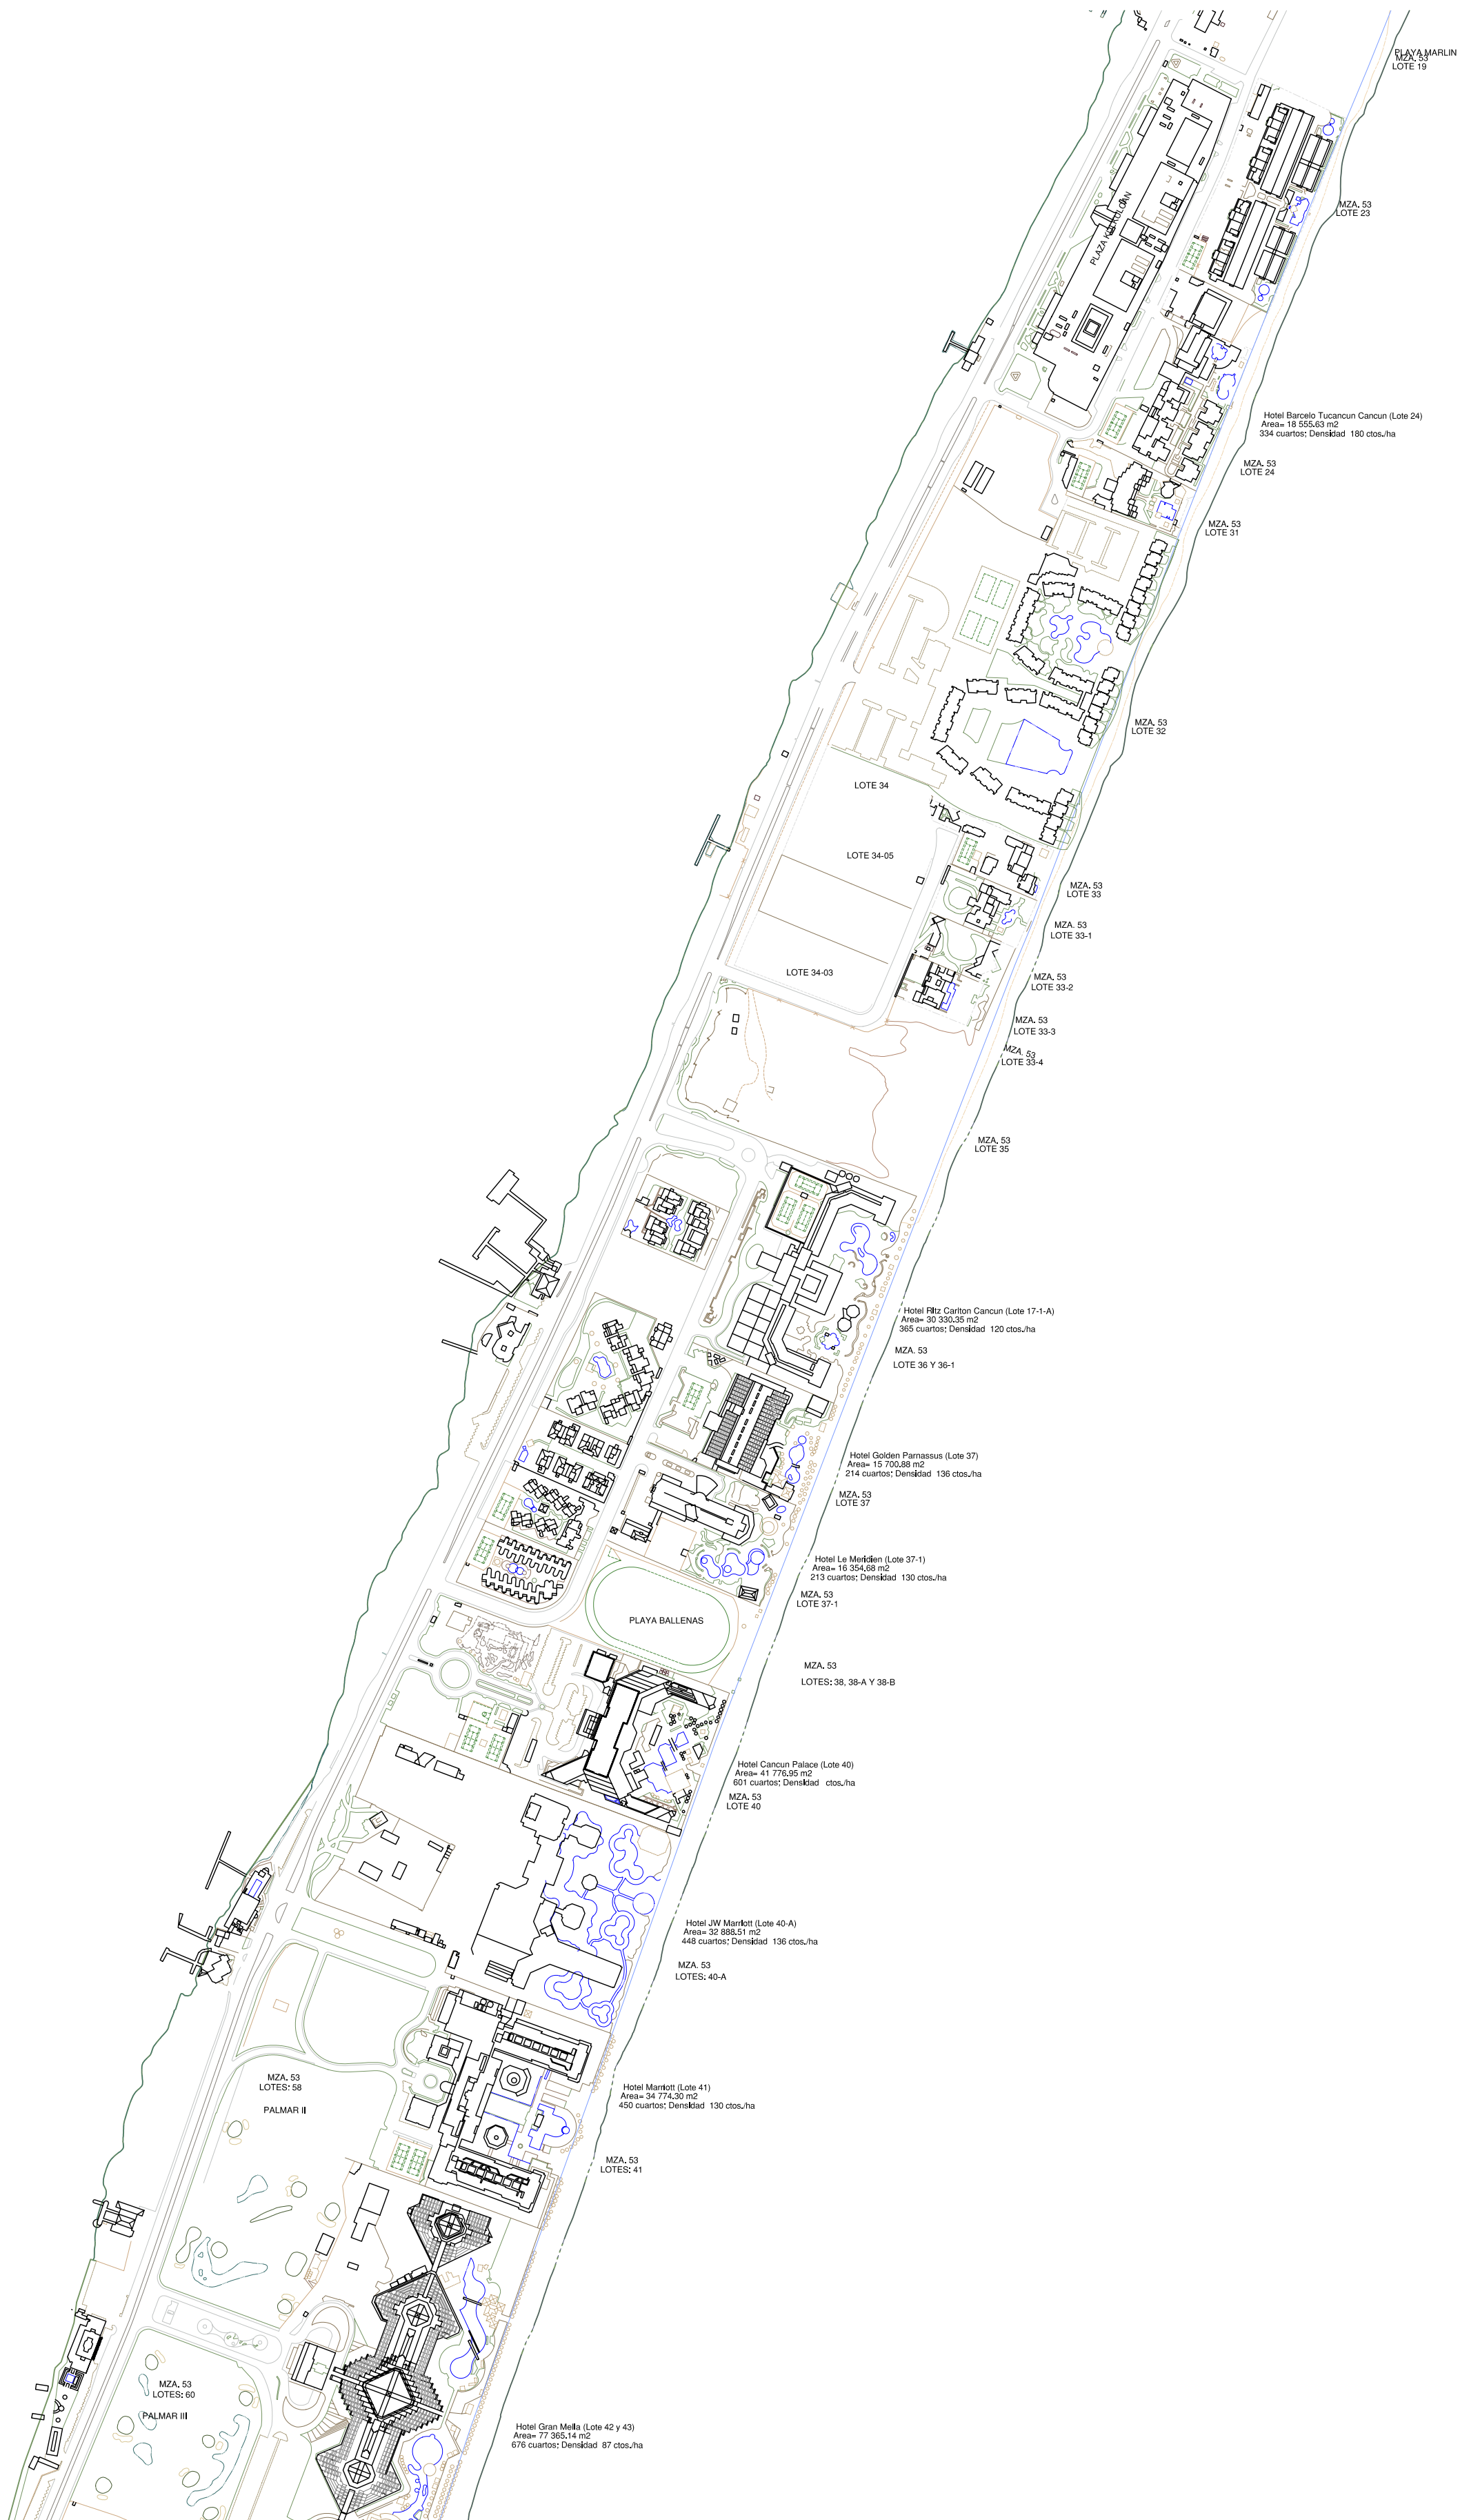 PLAYA MARLIN
MZA. 53
LOTE 19
MZA. 53
LOTE 23
PLAZA KUKULCAN
Hotel Barcelo Tucancun Cancun (Lote 24)
Area= 18 555.63 m2
334 cuartos; Densidad 180 ctos./ha
MZA. 53
LOTE 24
MZA. 53
LOTE 31
MZA. 53
LOTE 32
LOTE 34
LOTE 34-05
MZA. 53
LOTE 33
MZA. 53
LOTE 33-1
LOTE 34-03
MZA. 53
LOTE 33-2
MZA. 53
LOTE 33-3
MZA. 53
LOTE 33-4
MZA. 53
LOTE 35
Hotel Ritz Carlton Cancun (Lote 17-1-A)
Area= 30 330.35 m2
365 cuartos; Densidad 120 ctos./ha
MZA. 53
LOTE 36 Y 36-1
Hotel Golden Parnassus (Lote 37)
Area= 15 700.88 m2
214 cuartos; Densidad 136 ctos./ha
MZA. 53
LOTE 37
Hotel Le Meridien (Lote 37-1)
Area= 16 354.68 m2
213 cuartos; Densidad 130 ctos./ha
MZA. 53
LOTE 37-1
PLAYA BALLENAS
MZA. 53
LOTES: 38, 38-A Y 38-B
Hotel Cancun Palace (Lote 40)
Area= 41 776.95 m2
601 cuartos; Densidad ctos./ha
MZA. 53
LOTE 40
Hotel JW Marriott (Lote 40-A)
Area= 32 888.51 m2
448 cuartos; Densidad 136 ctos./ha
MZA. 53
LOTES: 40-A
MZA. 53
LOTES: 58
PALMAR II
Hotel Marriott (Lote 41)
Area= 34 774.30 m2
450 cuartos; Densidad 130 ctos./ha
MZA. 53
LOTES: 41
MZA. 53
LOTES: 60
PALMAR III
Hotel Gran Melia (Lote 42 y 43)
Area= 77 365.14 m2
676 cuartos; Densidad 87 ctos./ha